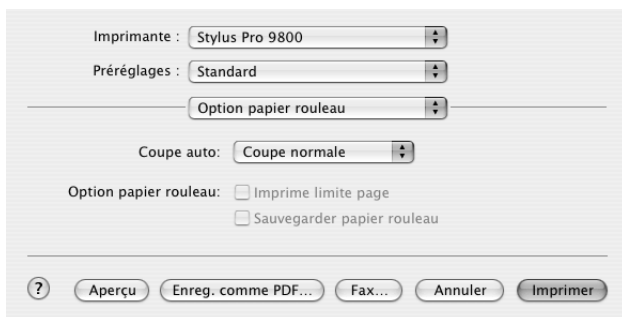 Imprimante : Stylus Pro 9800
Préréglages : Standard
Option papier rouleau
Coupe auto: Coupe normale
Option papier rouleau: Imprime limite page
Sauvegarder papier rouleau
? Aperçu Enreg. comme PDF... Fax... Annuler Imprimer